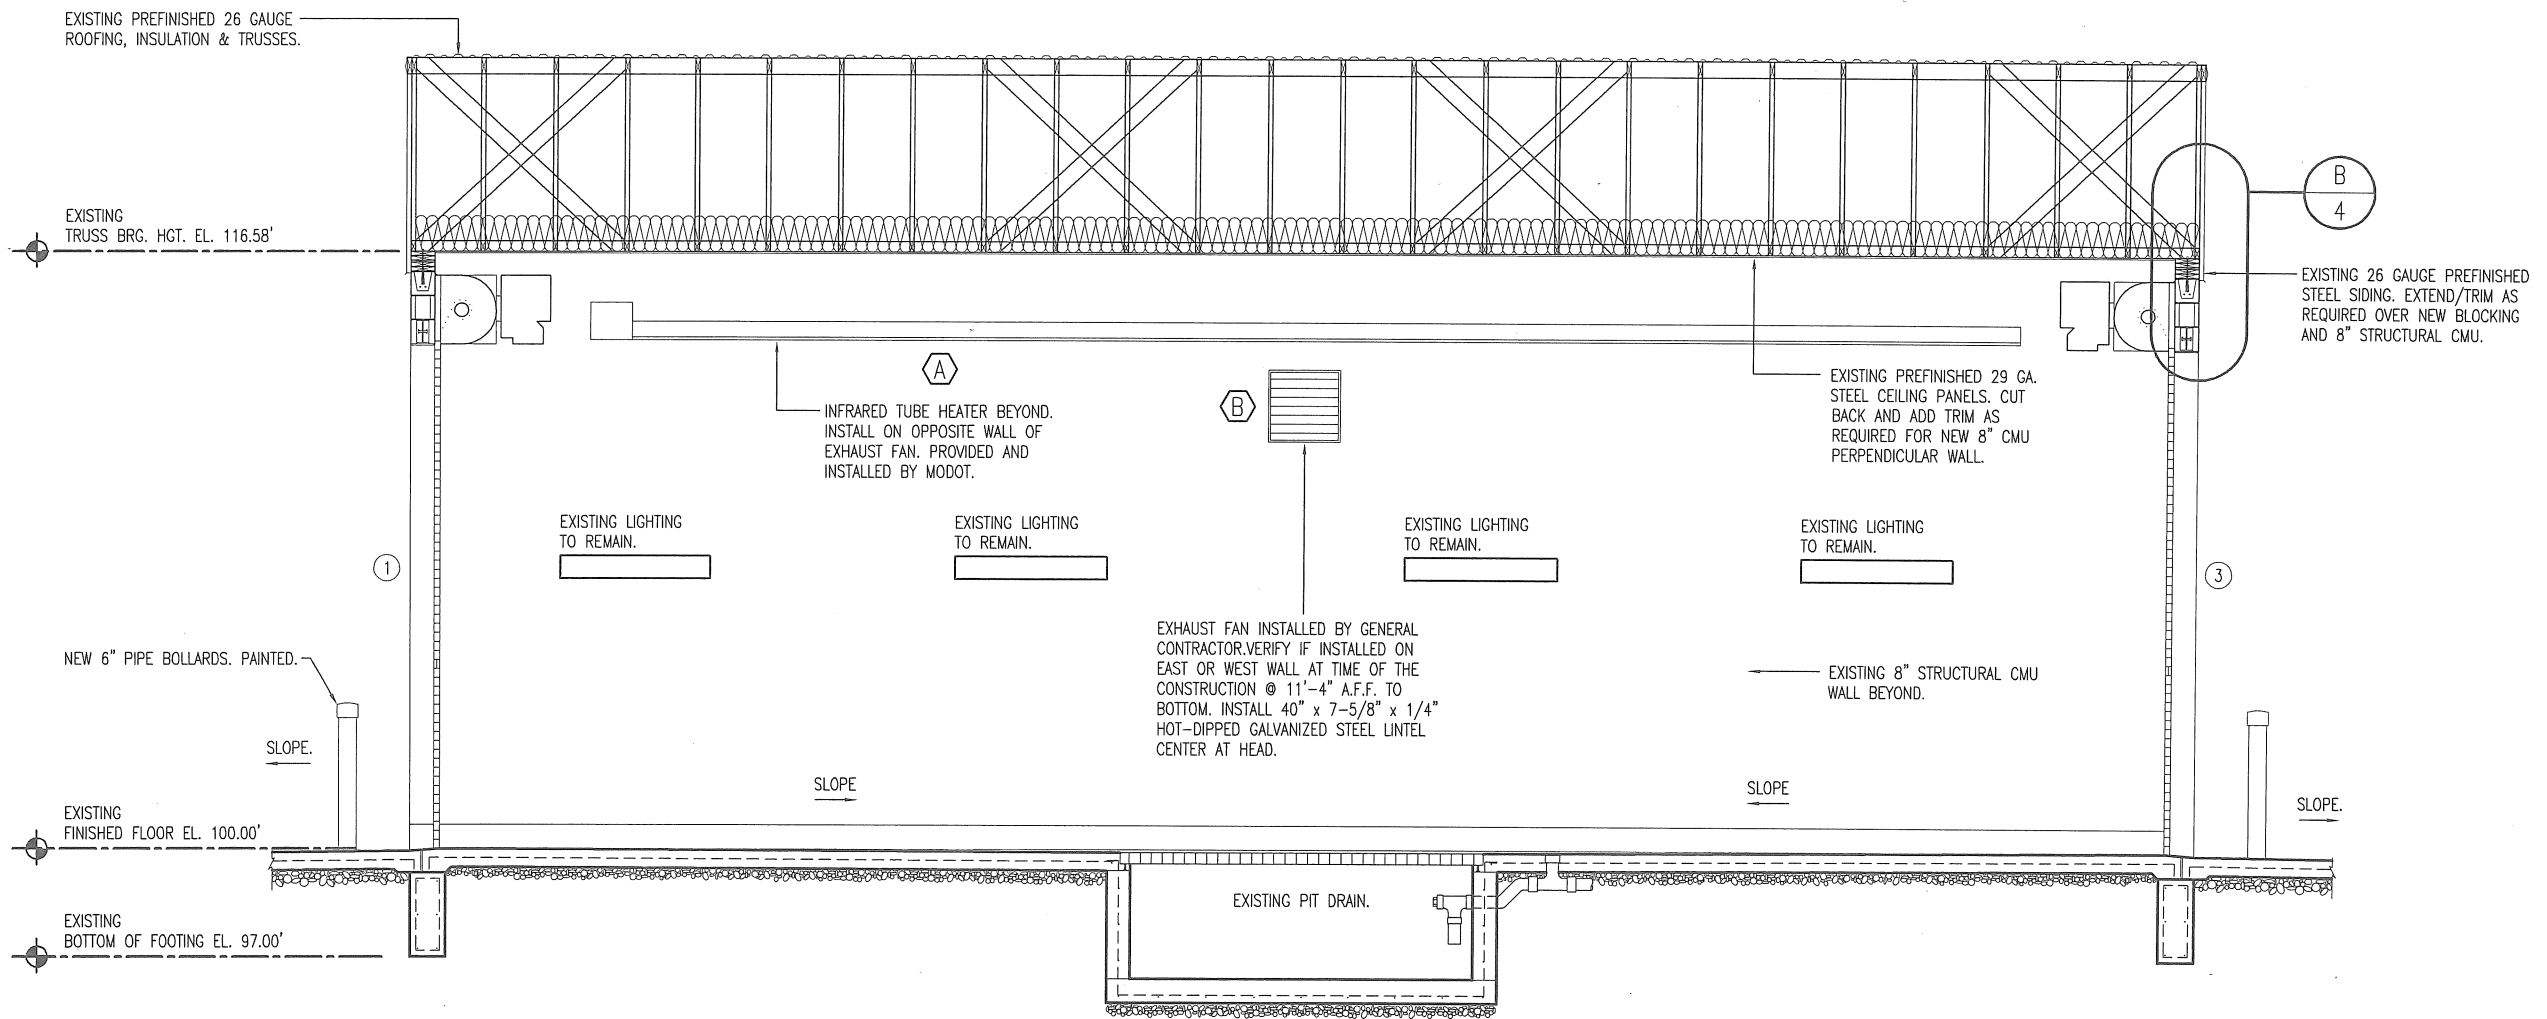 EXISTING PREFINISHED 26 GAUGE
ROOFING, INSULATION & TRUSSES.
B
4
EXISTING
TRUSS BRG. HGT. EL. 116.58'
EXISTING 26 GAUGE PREFINISHED
STEEL SIDING. EXTEND/TRIM AS
REQUIRED OVER NEW BLOCKING
AND 8" STRUCTURAL CMU.
A
B
INFRARED TUBE HEATER BEYOND.
INSTALL ON OPPOSITE WALL OF
EXHAUST FAN. PROVIDED AND
INSTALLED BY MODOT.
EXISTING PREFINISHED 29 GA.
STEEL CEILING PANELS. CUT
BACK AND ADD TRIM AS
REQUIRED FOR NEW 8" CMU
PERPENDICULAR WALL.
EXISTING LIGHTING
TO REMAIN.
EXISTING LIGHTING
TO REMAIN.
EXISTING LIGHTING
TO REMAIN.
EXISTING LIGHTING
TO REMAIN.
1
3
EXHAUST FAN INSTALLED BY GENERAL
CONTRACTOR.VERIFY IF INSTALLED ON
EAST OR WEST WALL AT TIME OF THE
CONSTRUCTION @ 11'-4" A.F.F. TO
BOTTOM. INSTALL 40" x 7-5/8" x 1/4"
HOT-DIPPED GALVANIZED STEEL LINTEL
CENTER AT HEAD.
NEW 6" PIPE BOLLARDS. PAINTED.
EXISTING 8" STRUCTURAL CMU
WALL BEYOND.
SLOPE.
SLOPE
SLOPE
SLOPE.
EXISTING
FINISHED FLOOR EL. 100.00'
EXISTING PIT DRAIN.
EXISTING
BOTTOM OF FOOTING EL. 97.00'